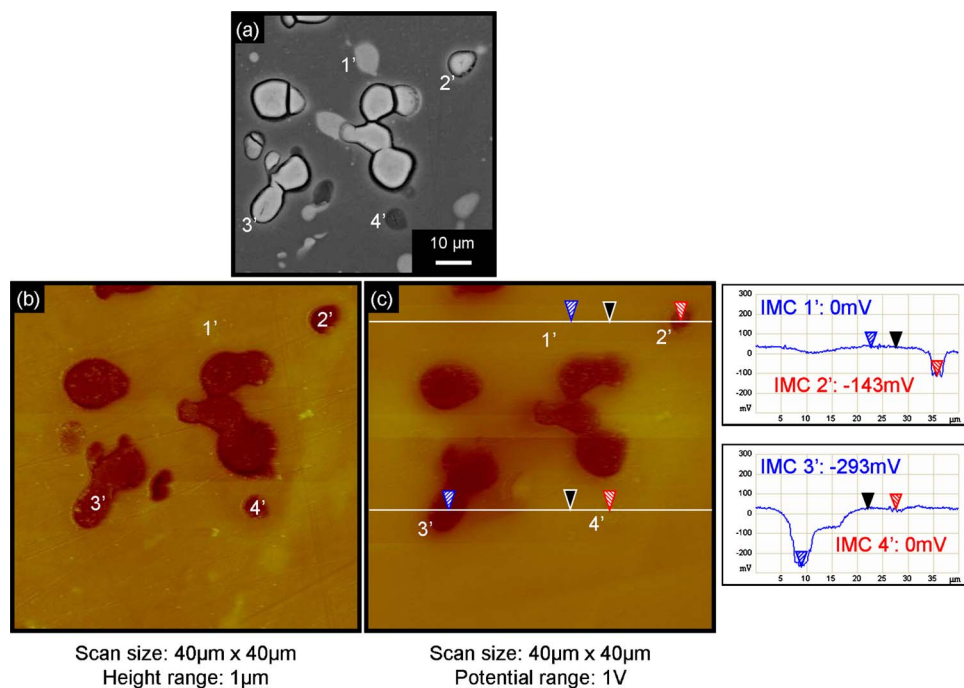 (a)
1'
2'
3'
4'
10 µm
(b)
1'
2'
3'
4'
Scan size: 40µm x 40µm
Height range: 1µm
(c)
1'
2'
3'
4'
Scan size: 40µm x 40µm
Potential range: 1V
300
200
100
0
-100
-200
mV
5 10 15 20 25 30 35 µm
IMC 1': 0mV
IMC 2': -143mV
300
200
100
0
-100
-200
mV
5 10 15 20 25 30 35 µm
IMC 3': -293mV
IMC 4': 0mV